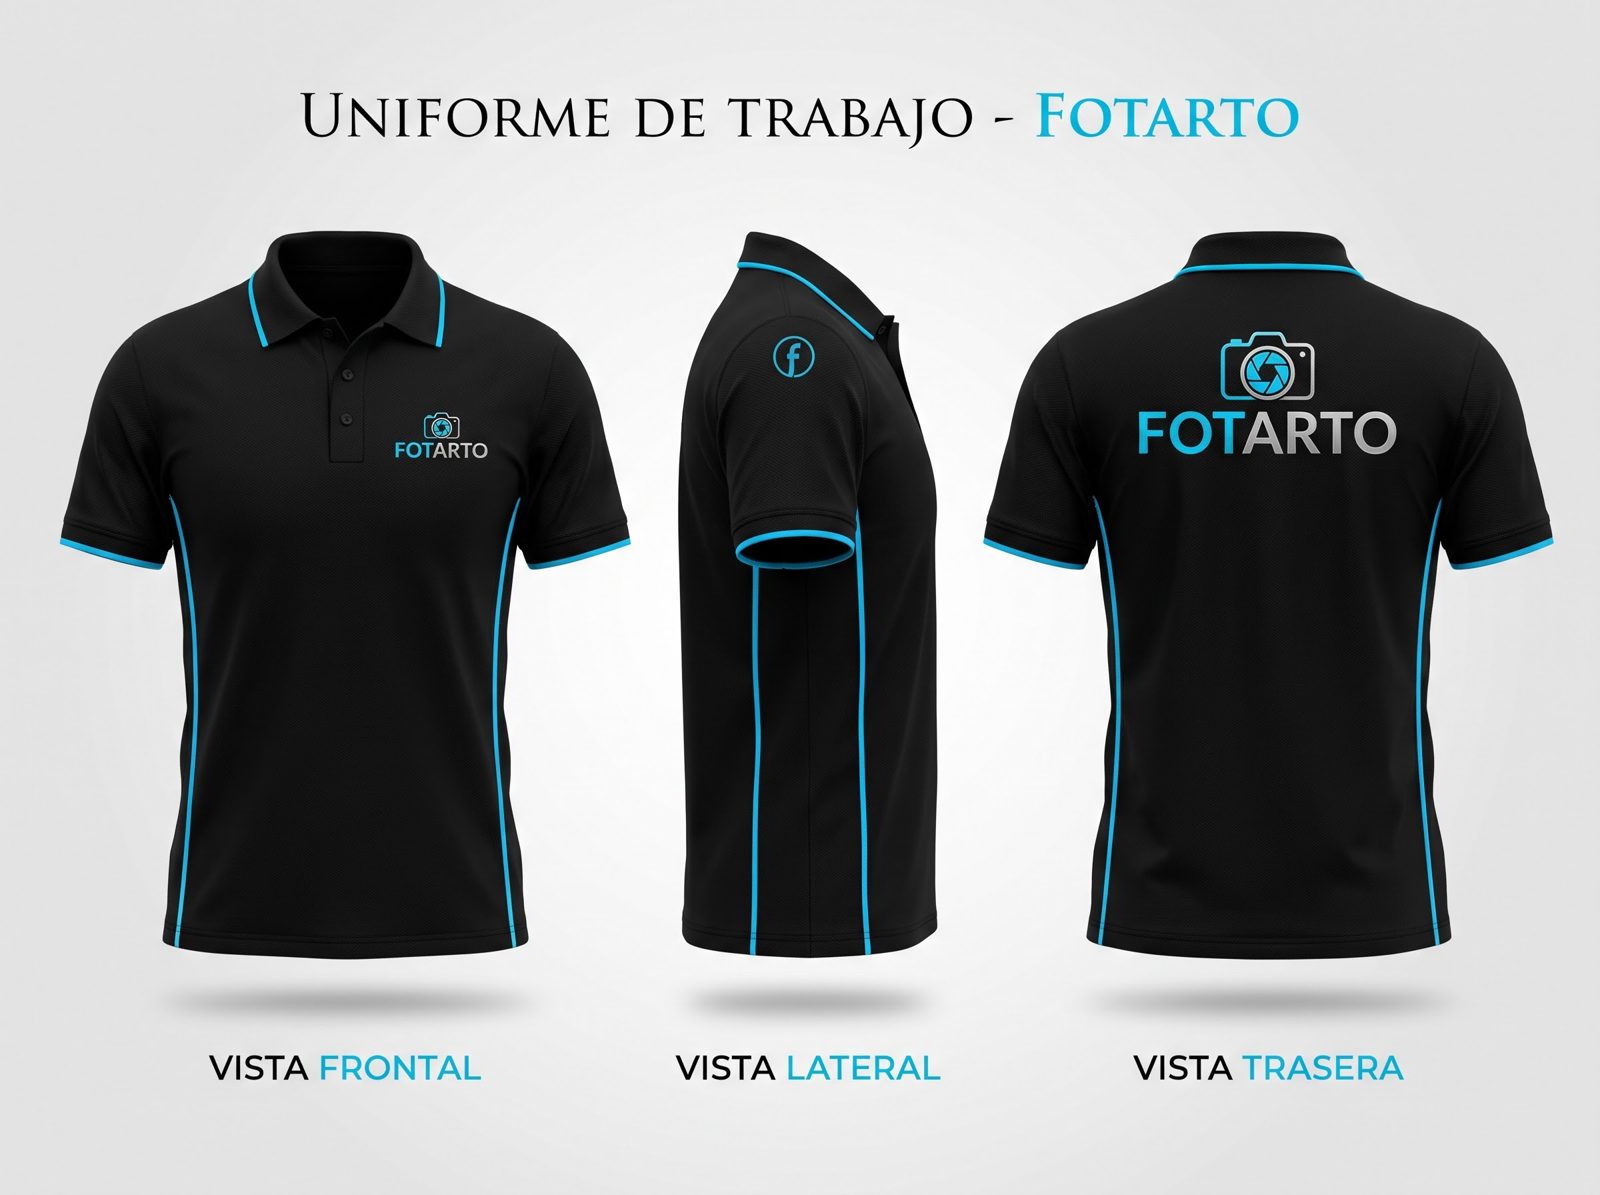 UNIFORME DE TRABAJO - FOTARTO
FOTARTO
f
FOTARTO
VISTA FRONTAL
VISTA LATERAL
VISTA TRASERA